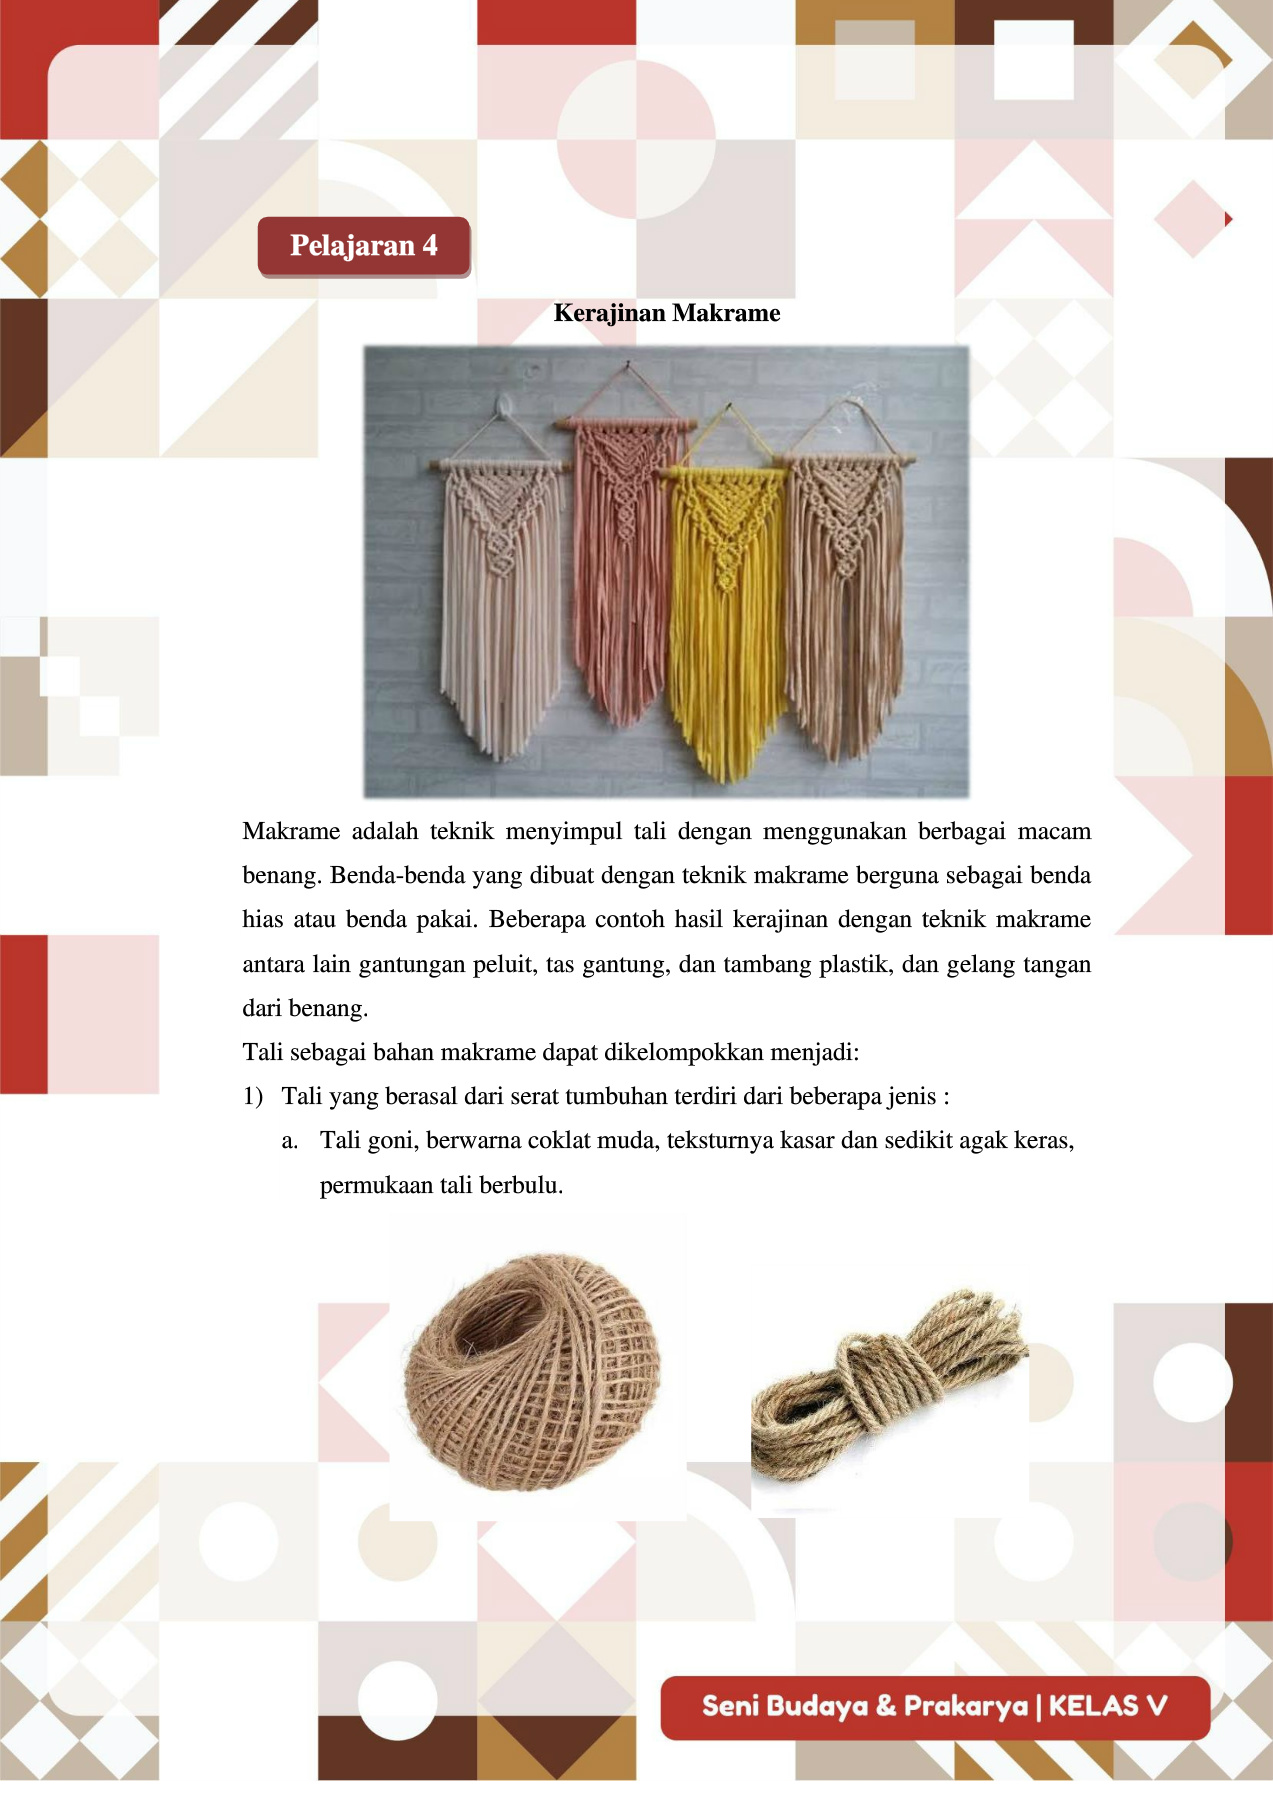 Pelajaran 4
Kerajinan Makrame
Makrame adalah teknik menyimpul tali dengan menggunakan berbagai macam
benang. Benda-benda yang dibuat dengan teknik makrame berguna sebagai benda
hias atau benda pakai. Beberapa contoh hasil kerajinan dengan teknik makrame
antara lain gantungan peluit, tas gantung, dan tambang plastik, dan gelang tangan
dari benang.
Tali sebagai bahan makrame dapat dikelompokkan menjadi:
1) Tali yang berasal dari serat tumbuhan terdiri dari beberapa jenis :
a. Tali goni, berwarna coklat muda, teksturnya kasar dan sedikit agak keras,
permukaan tali berbulu.
Seni Budaya & Prakarya | KELAS V